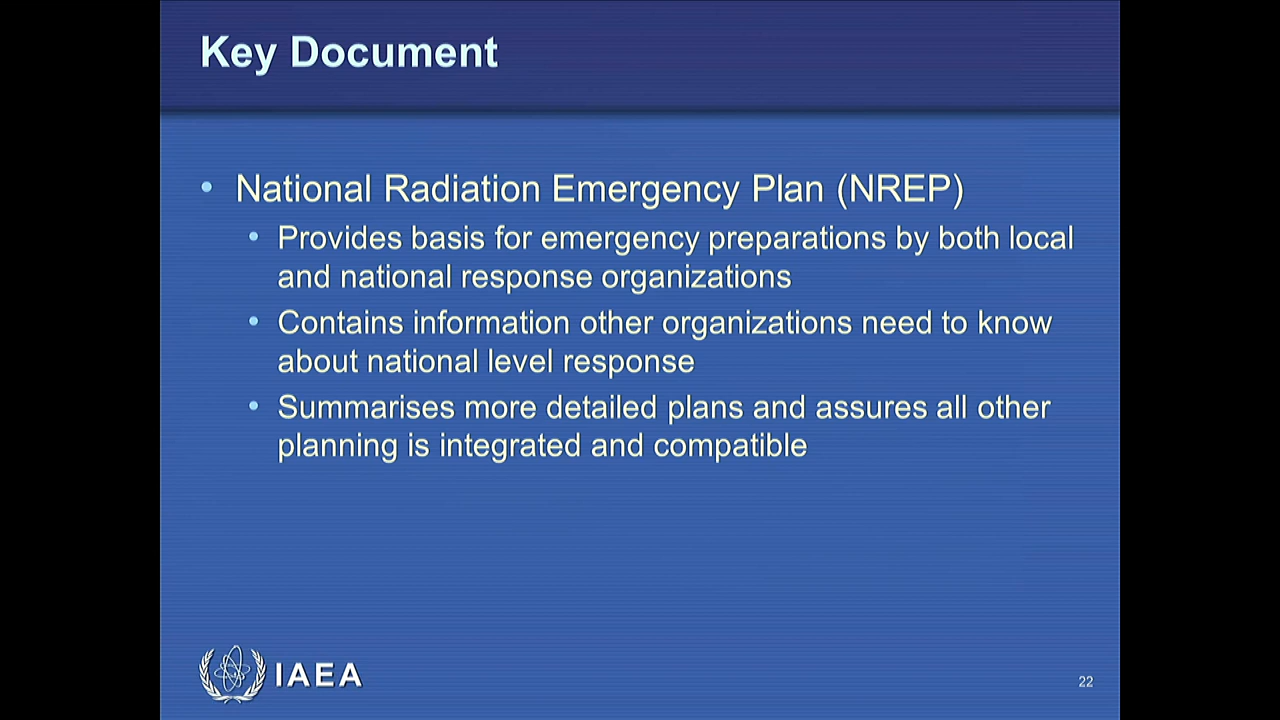 Key Document
• National Radiation Emergency Plan (NREP)
• Provides basis for emergency preparations by both local
and national response organizations
• Contains information other organizations need to know
about national level response
• Summarises more detailed plans and assures all other
planning is integrated and compatible
IAEA
22